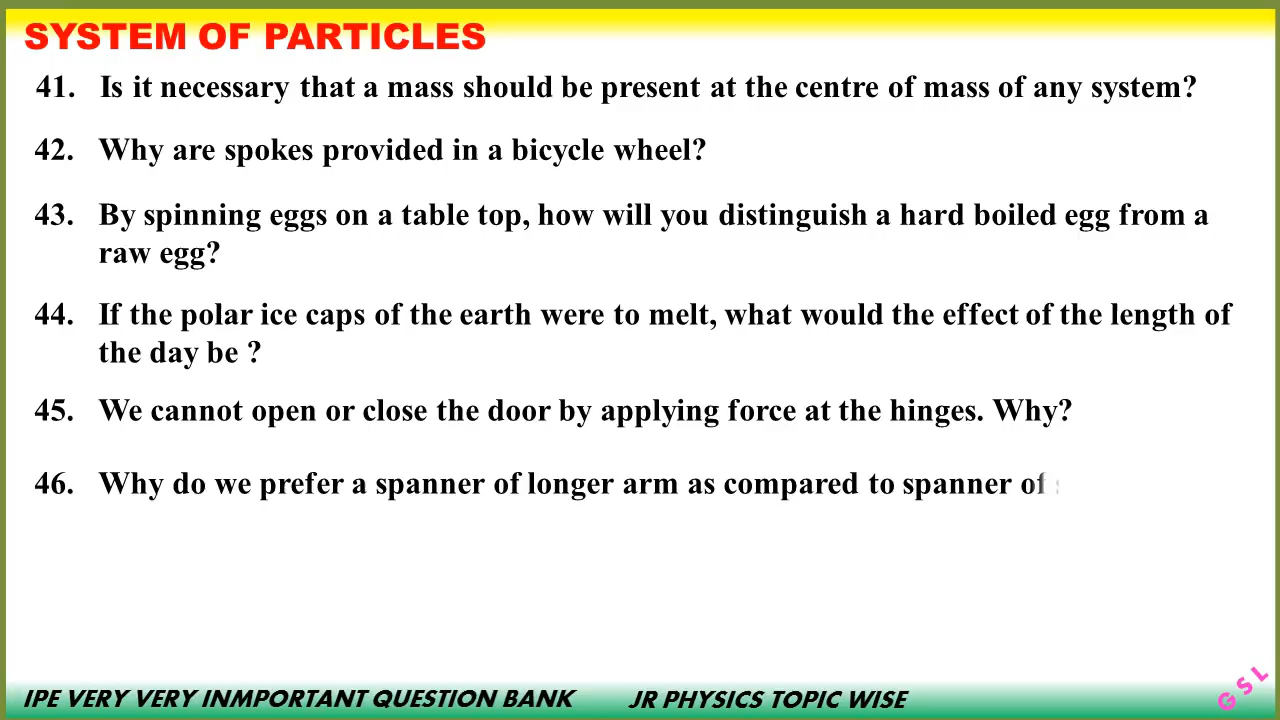 SYSTEM OF PARTICLES
41. Is it necessary that a mass should be present at the centre of mass of any system?
42. Why are spokes provided in a bicycle wheel?
43. By spinning eggs on a table top, how will you distinguish a hard boiled egg from a
raw egg?
44. If the polar ice caps of the earth were to melt, what would the effect of the length of
the day be ?
45. We cannot open or close the door by applying force at the hinges. Why?
46. Why do we prefer a spanner of longer arm as compared to spanner of
IPE VERY VERY INMPORTANT QUESTION BANK JR PHYSICS TOPIC WISE
GSL